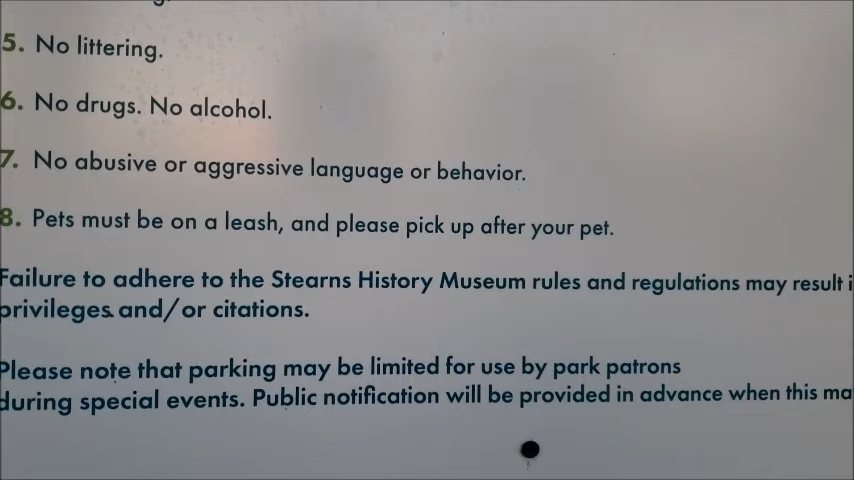 5. No littering.
6. No drugs. No alcohol.
7. No abusive or aggressive language or behavior.
8. Pets must be on a leash, and please pick up after your pet.
Failure to adhere to the Stearns History Museum rules and regulations may result
privileges and/or citations.
Please note that parking may be limited for use by park patrons
during special events. Public notification will be provided in advance when this